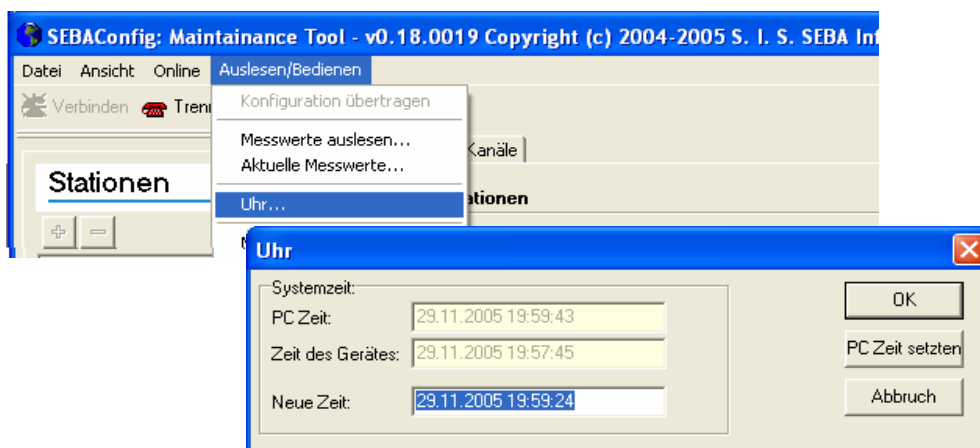 SEBAConfig: Maintainance Tool - v0.18.0019 Copyright (c) 2004-2005 S. I. S. SEBA
Datei Ansicht Online Auslesen/Bedienen
Verbinden
Konfiguration übertragen
Messwerte auslesen...
Aktuelle Messwerte...
Kanäle
Stationen
Uhr...
+ -
Uhr
Systemzeit:
PC Zeit: 29.11.2005 19:59:43
Zeit des Gerätes: 29.11.2005 19:57:45
Neue Zeit: 29.11.2005 19:59:24
OK
PC Zeit setzten
Abbruch